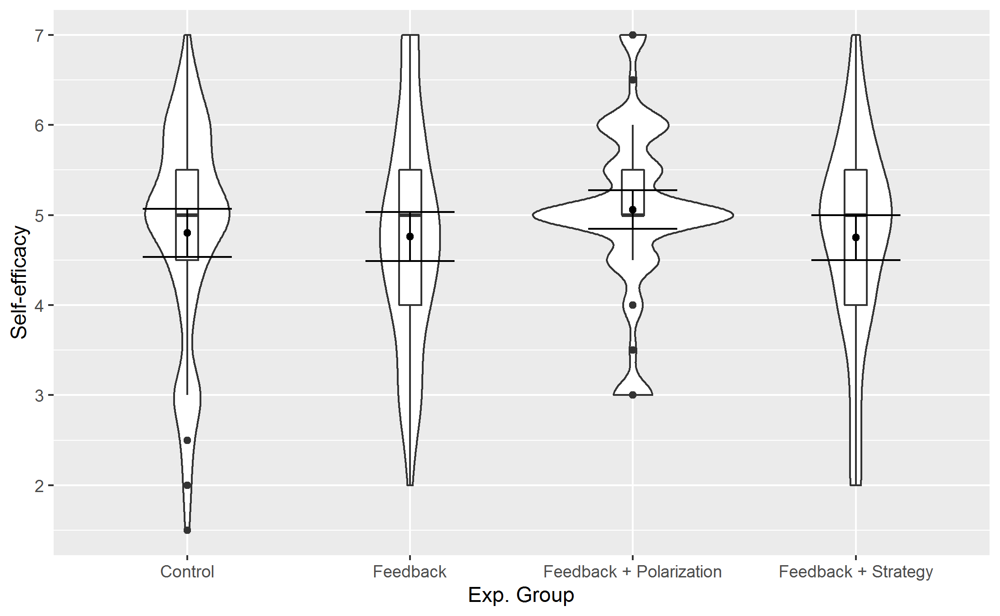 7
6
5
4
3
2
Self-efficacy
Control
Feedback
Feedback + Polarization
Feedback + Strategy
Exp. Group